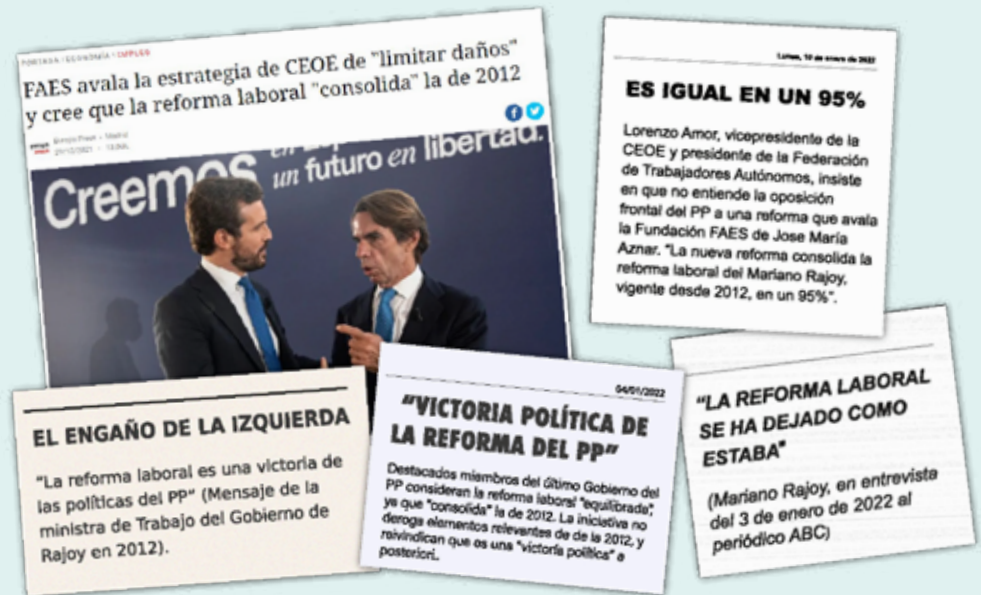 PORTADA / ECONOMÍA / EMPLEO
FAES avala la estrategia de CEOE de "limitar daños"
y cree que la reforma laboral "consolida" la de 2012
Europa Press - Madrid
Creemos en
un futuro en libertad.
Lunes, 10 de enero de 2022
ES IGUAL EN UN 95%
Lorenzo Amor, vicepresidente de la
CEOE y presidente de la Federación
de Trabajadores Autónomos, insiste
en que no entiende la oposición
frontal del PP a una reforma que avala
la Fundación FAES de Jose María
Aznar. "La nueva reforma consolida la
reforma laboral del Mariano Rajoy,
vigente desde 2012, en un 95%".
EL ENGAÑO DE LA IZQUIERDA
"La reforma laboral es una victoria de
las políticas del PP" (Mensaje de la
ministra de Trabajo del Gobierno de
Rajoy en 2012).
04/01/2022
"VICTORIA POLÍTICA DE
LA REFORMA DEL PP"
Destacados miembros del último Gobierno del
PP consideran la reforma laboral "equilibrada",
ya que "consolida" la de 2012. La iniciativa no
deroga elementos relevantes de de la 2012, y
reivindican que es una "victoria política" a
posteriori.
"LA REFORMA LABORAL
SE HA DEJADO COMO
ESTABA"
(Mariano Rajoy, en entrevista
del 3 de enero de 2022 al
periódico ABC)